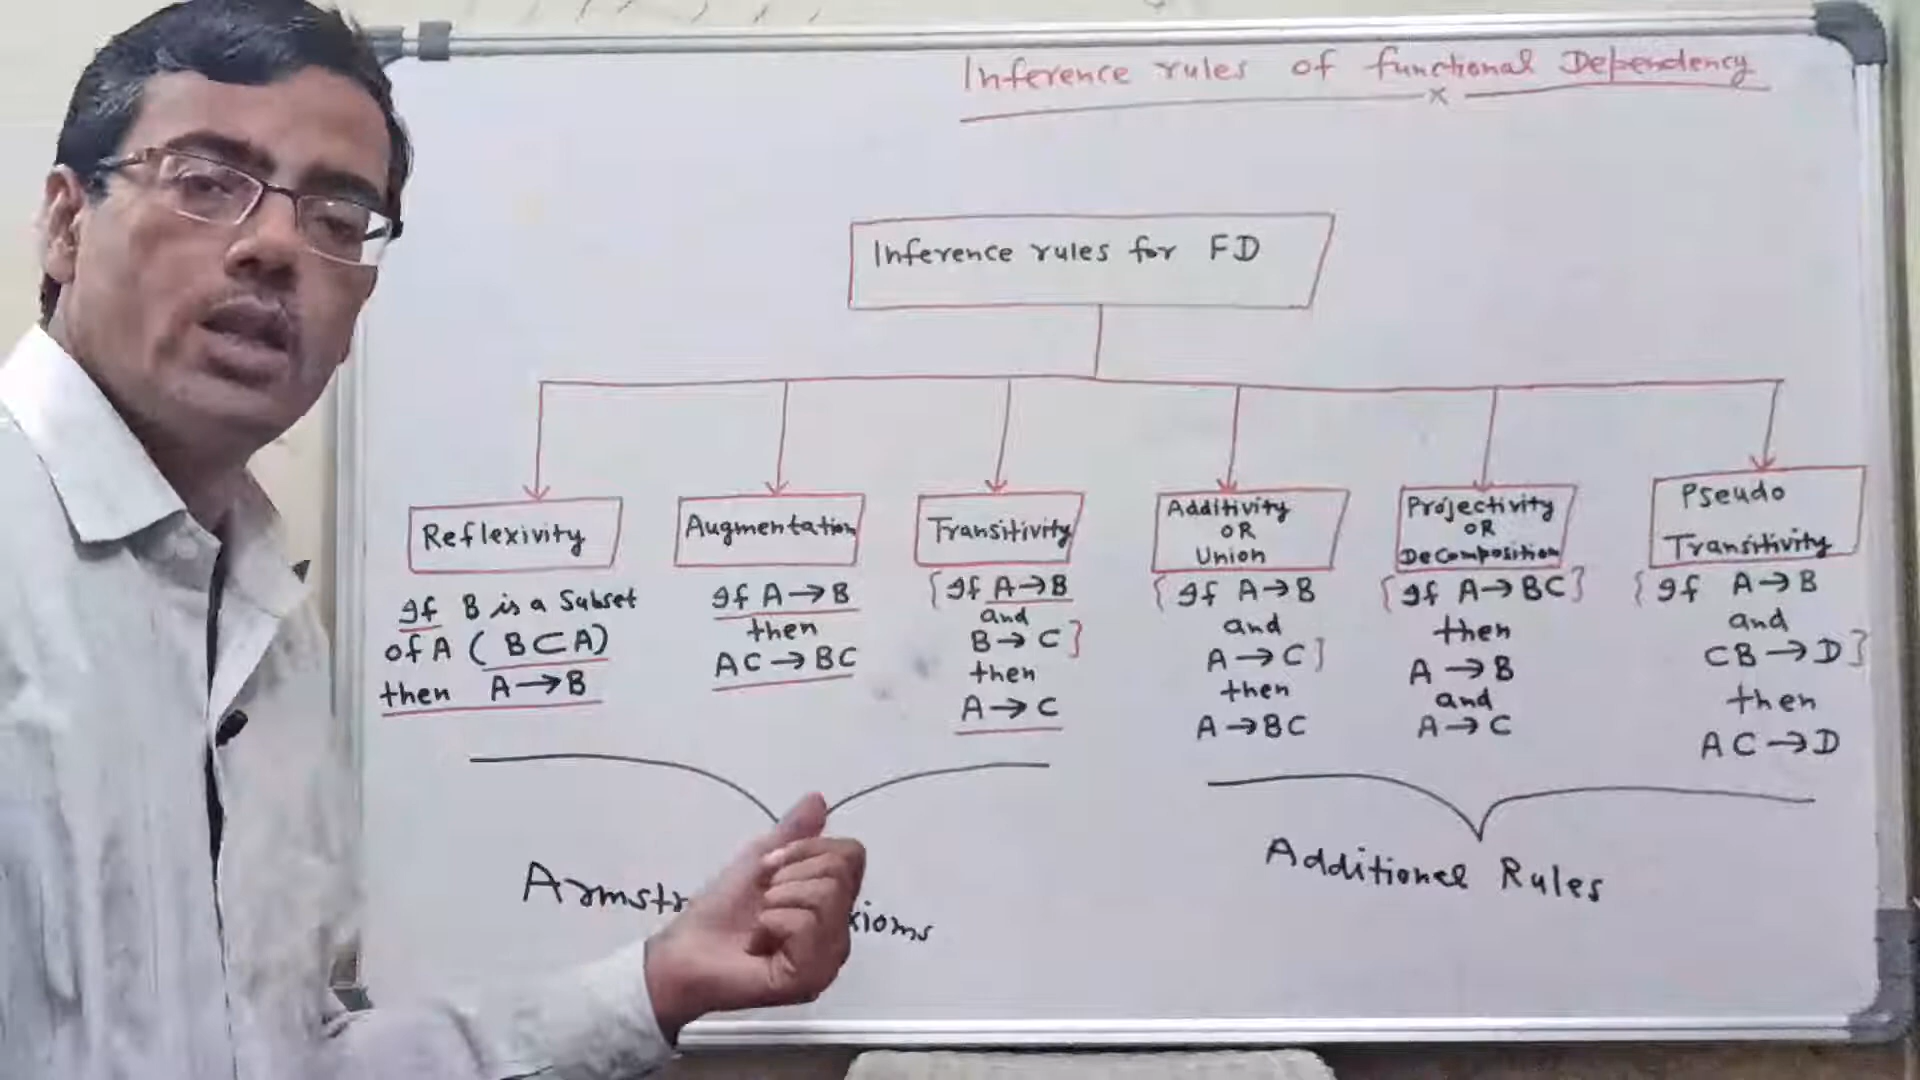 Inference rules of functional Dependency
x
Inference rules for FD
Reflexivity
If B is a Subset
of A ( B ⊂ A)
then A → B
Augmentation
If A → B
then
AC → BC
Transitivity
{ If A → B
and
B → C }
then
A → C
Additivity
OR
Union
{ If A → B
and
A → C }
then
A → BC
Projectivity
OR
DeComposition
{ If A → BC }
then
A → B
and
A → C
Pseudo
Transitivity
{ If A → B
and
CB → D }
then
AC → D
Additional Rules